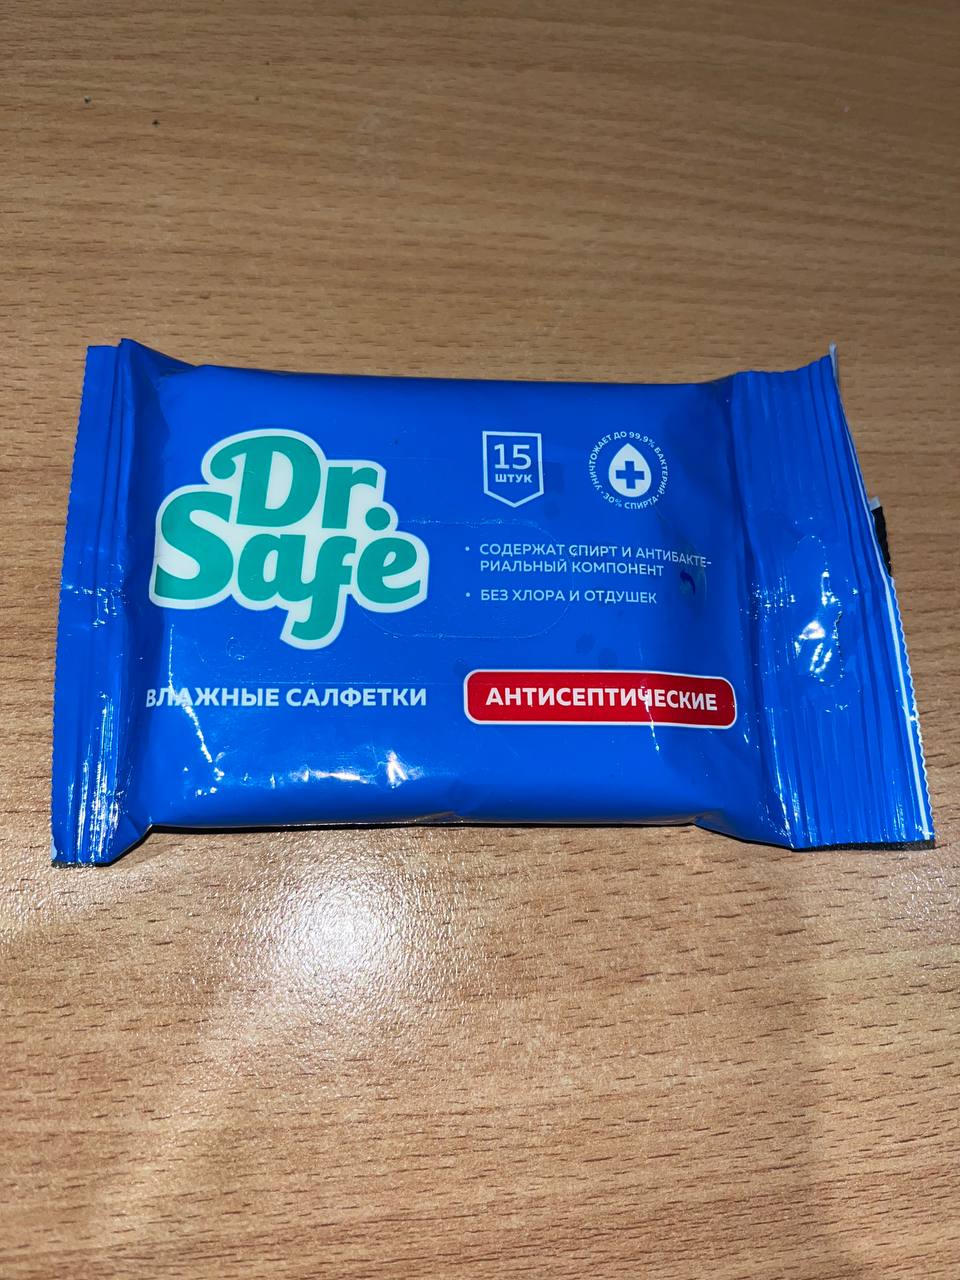 Dr.
Safe
15
ШТУК
УНИЧТОЖАЕТ ДО 99,9% БАКТЕРИЙ
30% СПИРТА
• СОДЕРЖАТ СПИРТ И АНТИБАКТЕ-
РИАЛЬНЫЙ КОМПОНЕНТ
• БЕЗ ХЛОРА И ОТДУШЕК
ВЛАЖНЫЕ САЛФЕТКИ
АНТИСЕПТИЧЕСКИЕ